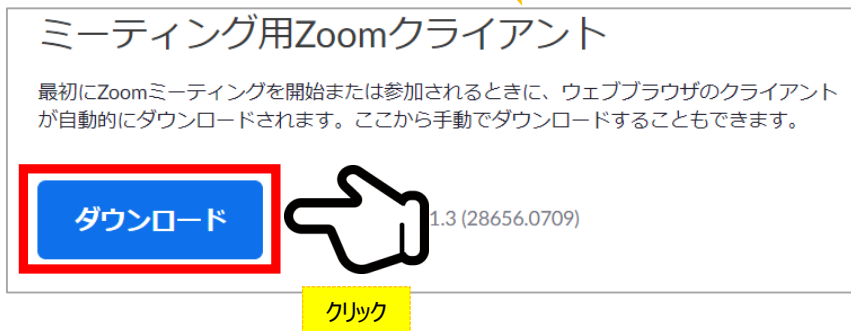 ミーティング用Zoomクライアント
最初にZoomミーティングを開始または参加されるときに、ウェブブラウザのクライアント
が自動的にダウンロードされます。ここから手動でダウンロードすることもできます。
ダウンロード
1.3 (28656.0709)
クリック